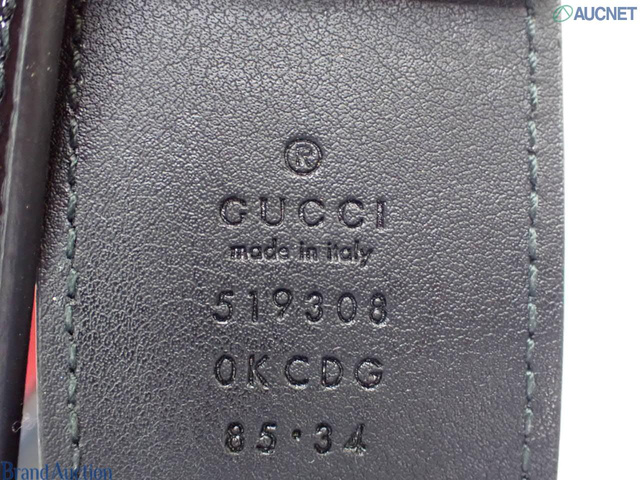 AUCNET
®
GUCCI
made in italy
519308
0KCDG
85·34
Brand Auction